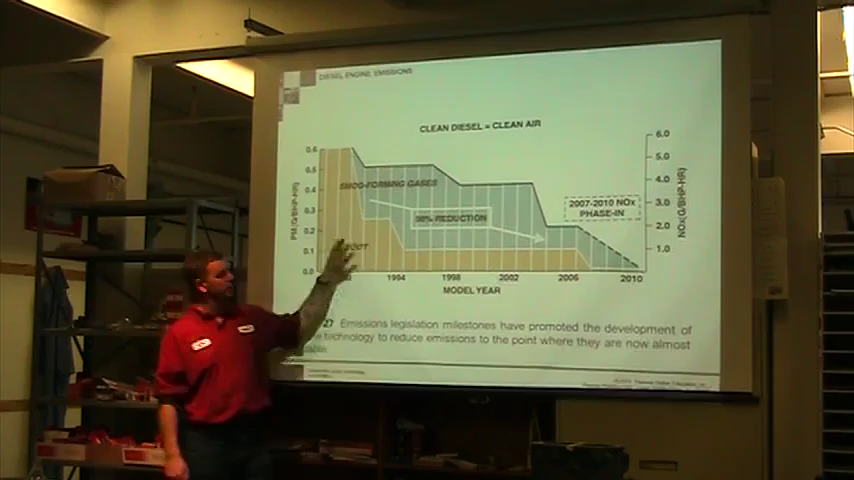 DIESEL ENGINE EMISSIONS
CLEAN DIESEL = CLEAN AIR
0.6
0.5
0.4
0.3
0.2
0.1
0.0
PM(G/BHP-HR)
SMOG-FORMING GASES
98% REDUCTION
2007-2010 NOx
PHASE-IN
6.0
5.0
4.0
3.0
2.0
1.0
NOx(G/BHP-HR)
1994 1998 2002 2006 2010
MODEL YEAR
27 Emissions legislation milestones have promoted the development of
technology to reduce emissions to the point where they are now almost